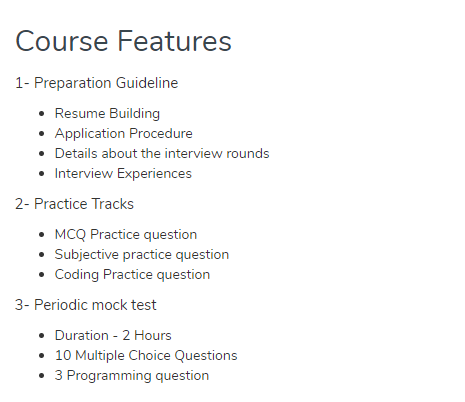 Course Features
1- Preparation Guideline
• Resume Building
• Application Procedure
• Details about the interview rounds
• Interview Experiences
2- Practice Tracks
• MCQ Practice question
• Subjective practice question
• Coding Practice question
3- Periodic mock test
• Duration - 2 Hours
• 10 Multiple Choice Questions
• 3 Programming question